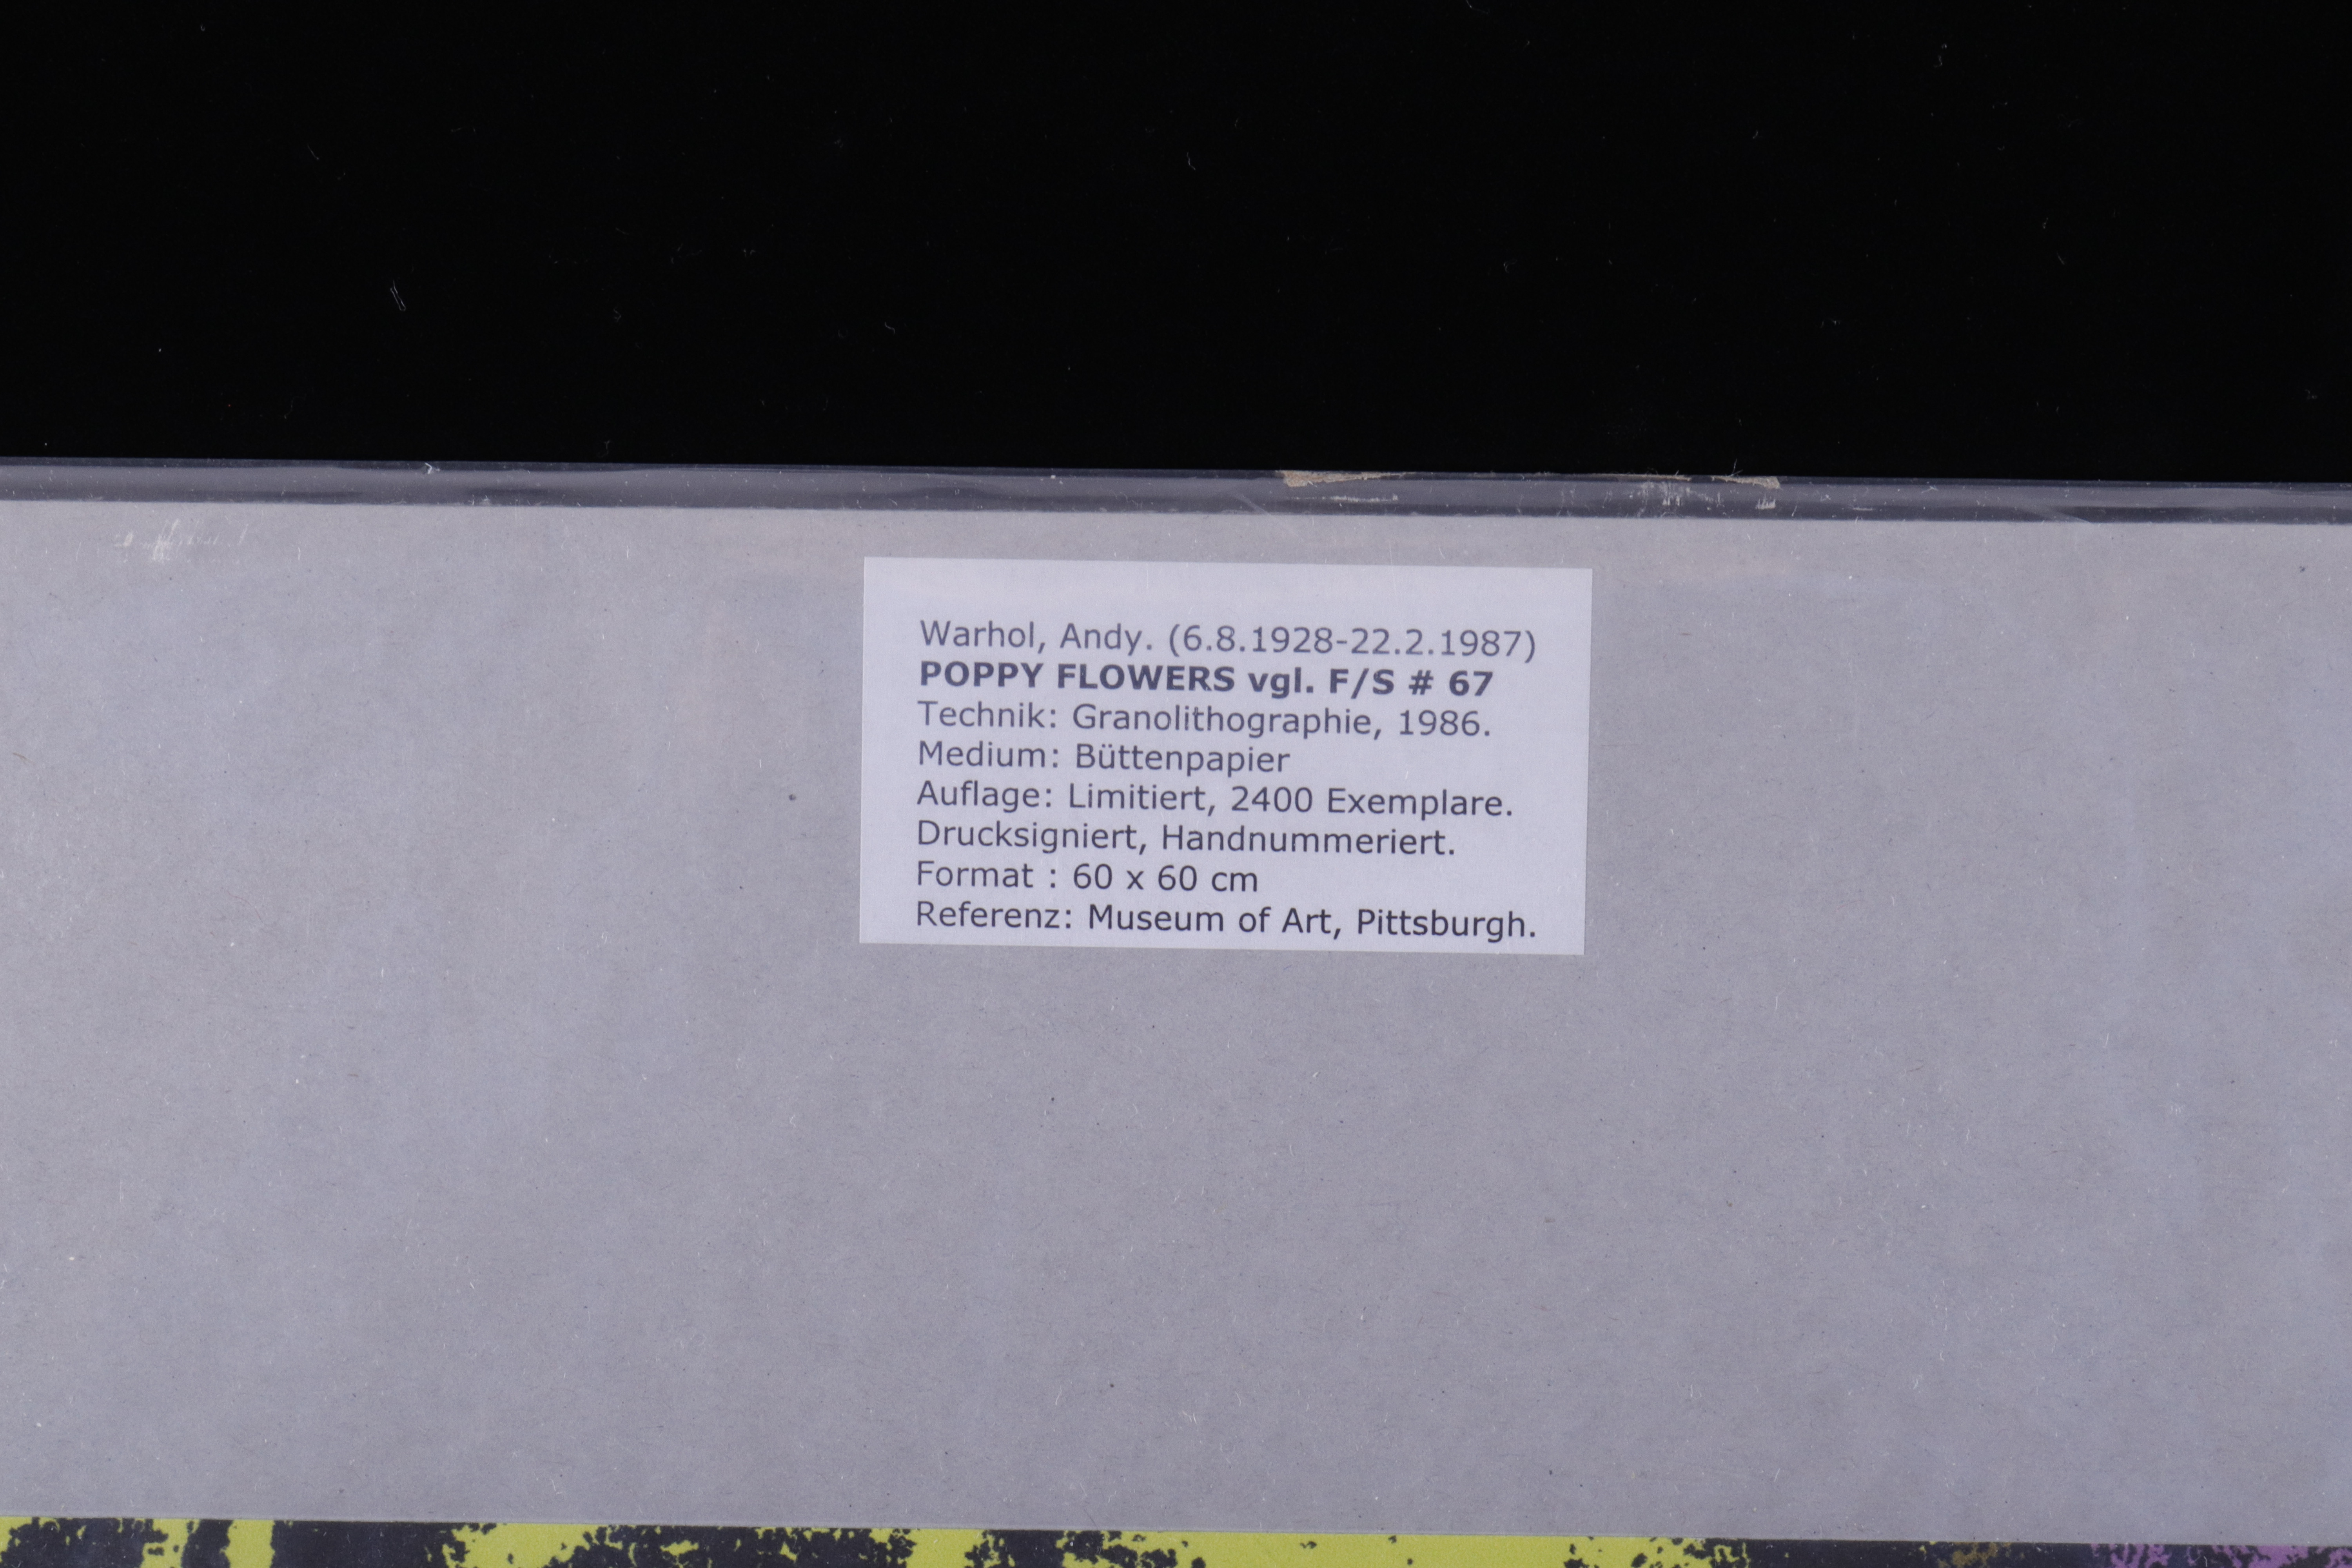 Warhol, Andy. (6.8.1928-22.2.1987)
POPPY FLOWERS vgl. F/S # 67
Technik: Granolithographie, 1986.
Medium: Büttenpapier
Auflage: Limitiert, 2400 Exemplare.
Drucksigniert, Handnummeriert.
Format : 60 x 60 cm
Referenz: Museum of Art, Pittsburgh.